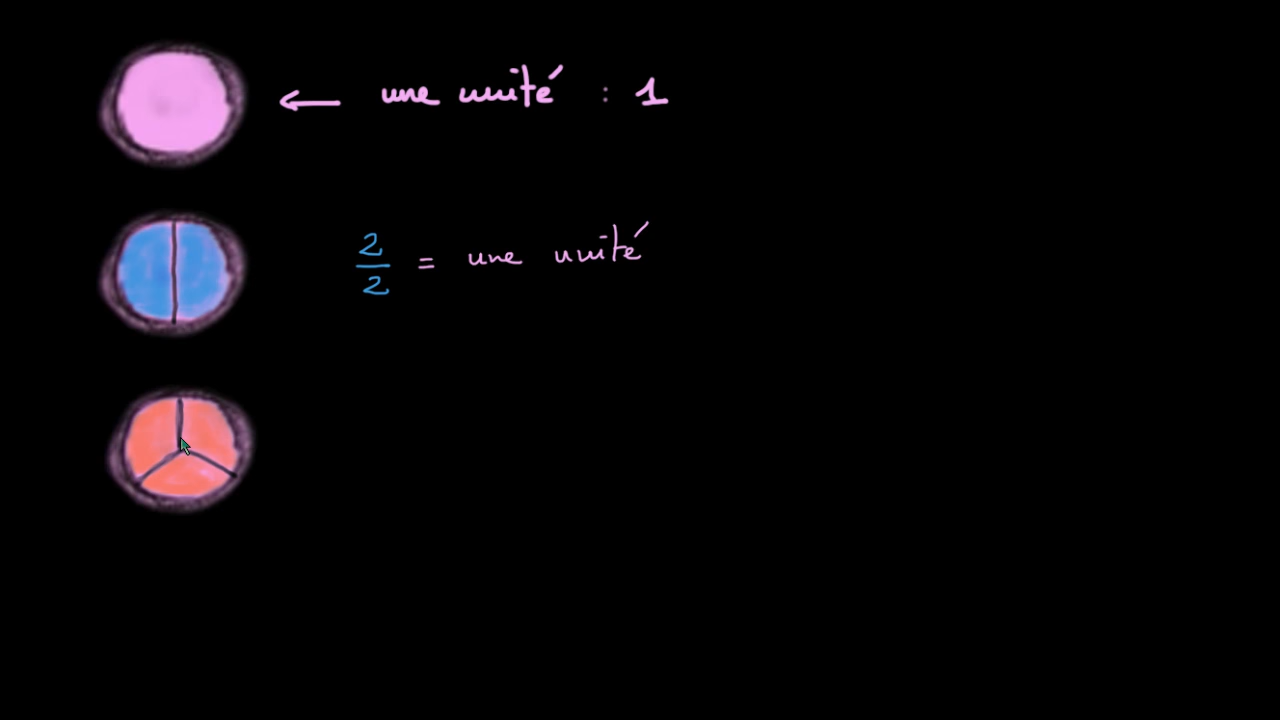 ← une unité : 1
2/2 = une unité